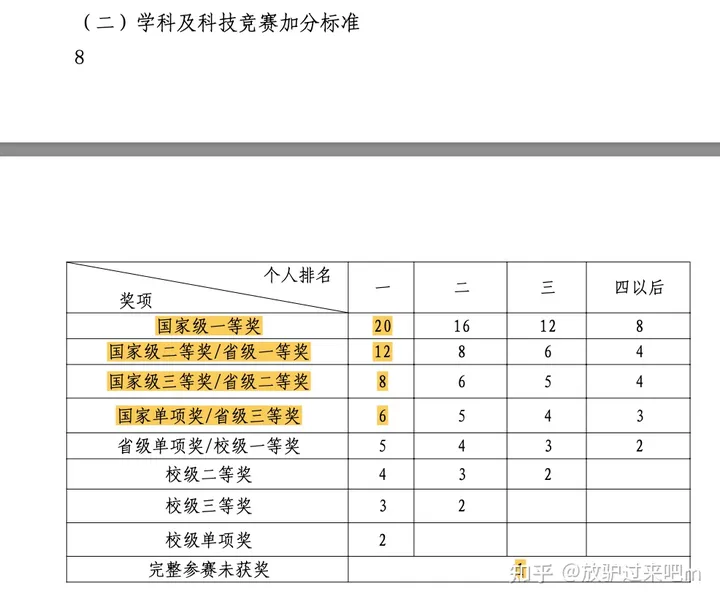 （二）学科及科技竞赛加分标准
8
个人排名
奖项 一 二 三 四以后
国家级一等奖 20 16 12 8
国家级二等奖/省级一等奖 12 8 6 4
国家级三等奖/省级二等奖 8 6 5 4
国家单项奖/省级三等奖 6 5 4 3
省级单项奖/校级一等奖 5 4 3 2
校级二等奖 4 3 2
校级三等奖 3 2
校级单项奖 2
完整参赛未获奖
知乎 @放驴过来吧m